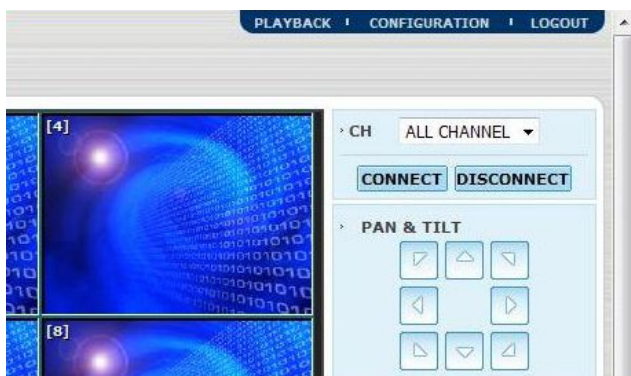 PLAYBACK CONFIGURATION LOGOUT
[4]
CH ALL CHANNEL
CONNECT DISCONNECT
PAN & TILT
[8]